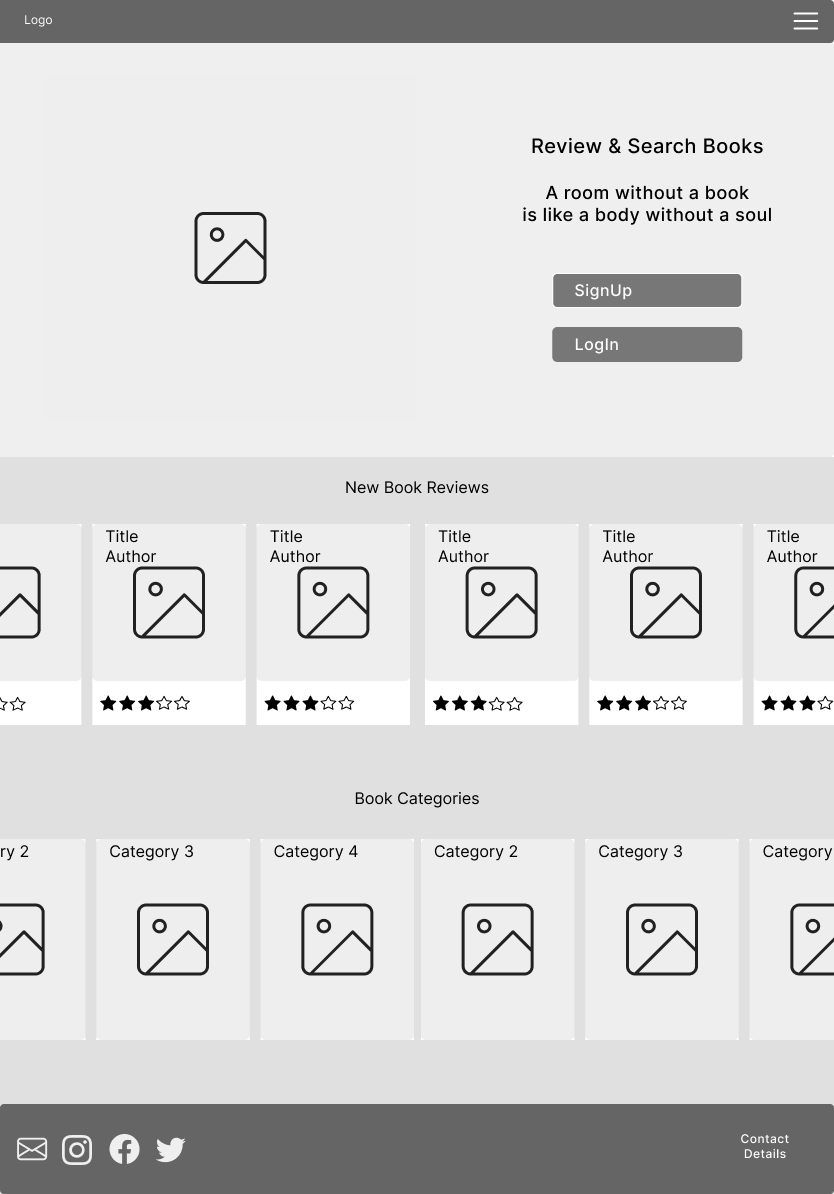 Logo
Review & Search Books
A room without a book
is like a body without a soul
SignUp
LogIn
New Book Reviews
Title
Author
Title
Author
Title
Author
Title
Author
Title
Author
Book Categories
ry 2
Category 3
Category 4
Category 2
Category 3
Category
Contact
Details